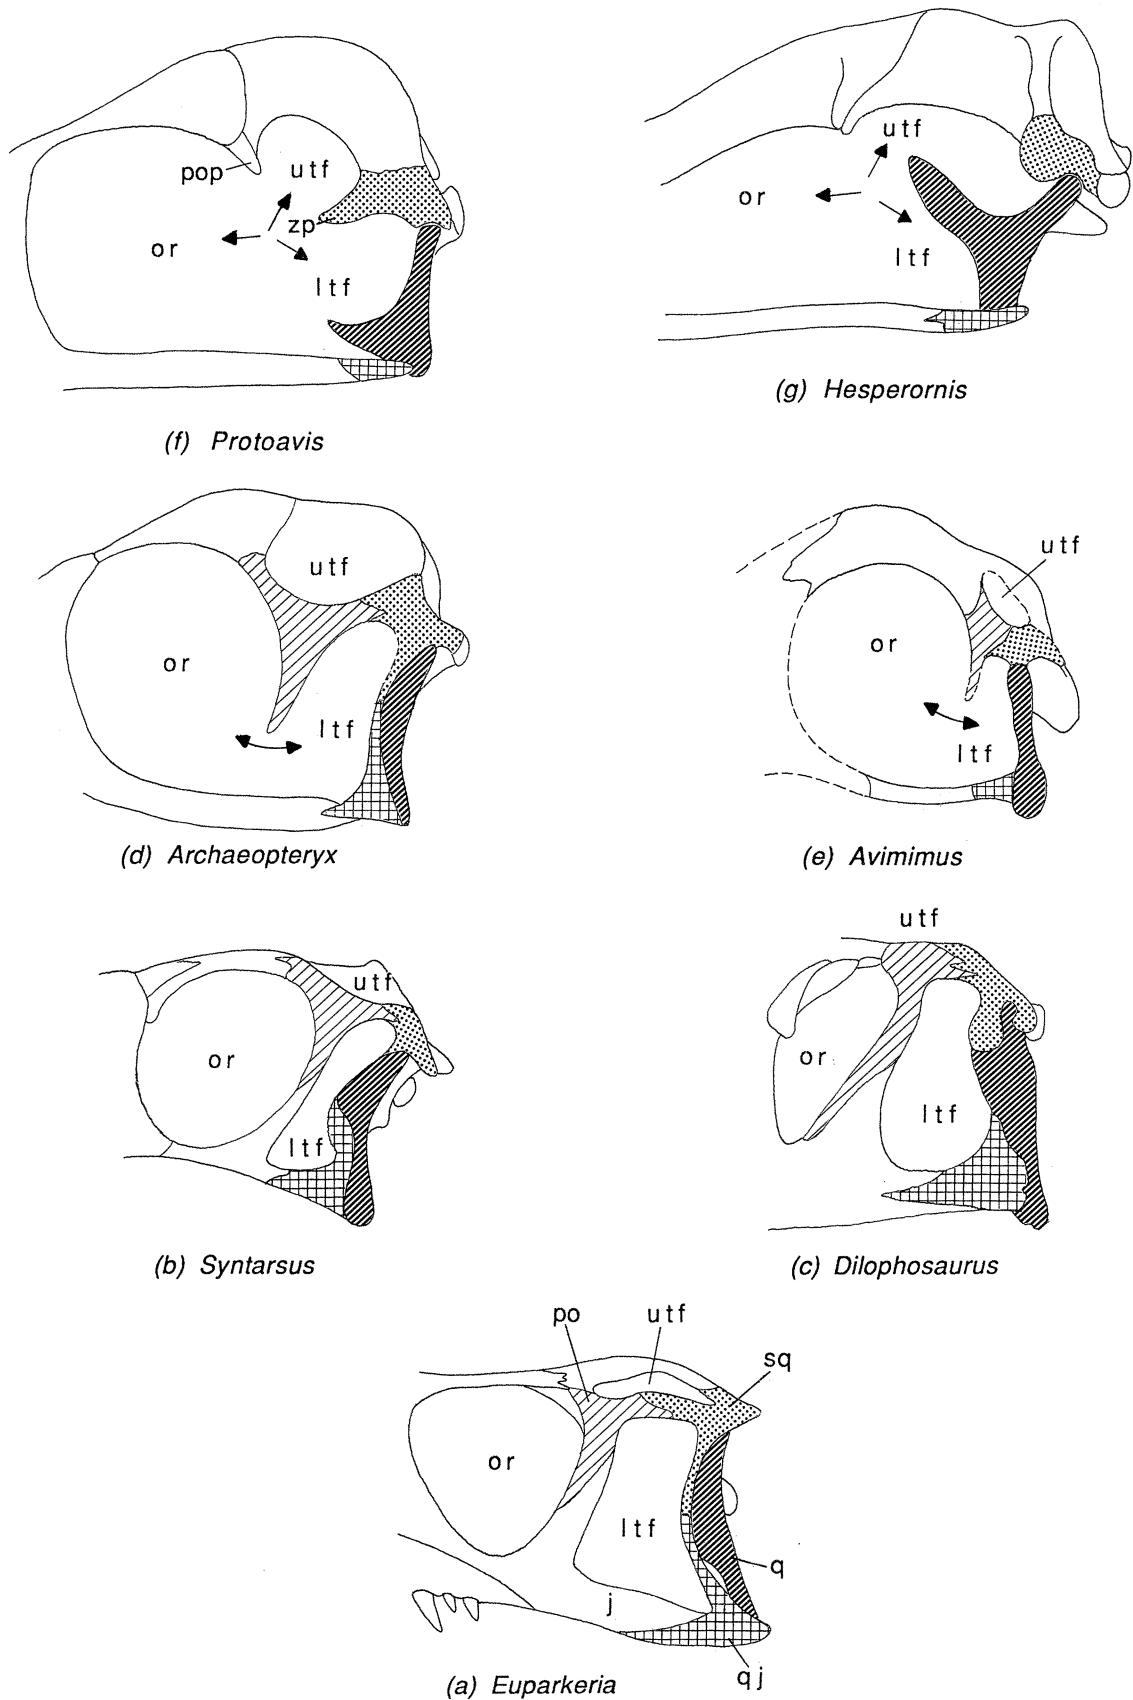 pop
utf
zp
or
ltf
(f) Protoavis
utf
or
ltf
(g) Hesperornis
utf
or
ltf
(d) Archaeopteryx
utf
or
ltf
(e) Avimimus
utf
or
ltf
(b) Syntarsus
utf
or
ltf
(c) Dilophosaurus
po
utf
sq
or
ltf
q
j
qj
(a) Euparkeria